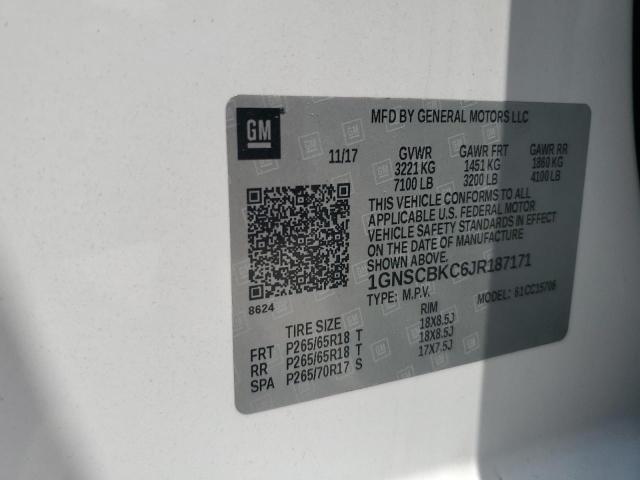 GM
MFD BY GENERAL MOTORS LLC
11/17 GVWR GAWR FRT GAWR RR
3221 KG 1451 KG 1860 KG
7100 LB 3200 LB 4100 LB
THIS VEHICLE CONFORMS TO ALL
APPLICABLE U.S. FEDERAL MOTOR
VEHICLE SAFETY STANDARDS IN EFFECT
ON THE DATE OF MANUFACTURE
SHOWN ABOVE.
1GNSCBKC6JR187171
TYPE: M.P.V. MODEL: 61CC15706
8624
TIRE SIZE RIM
FRT P265/65R18 T 18X8.5J
RR P265/65R18 T 18X8.5J
SPA P265/70R17 S 17X7.5J